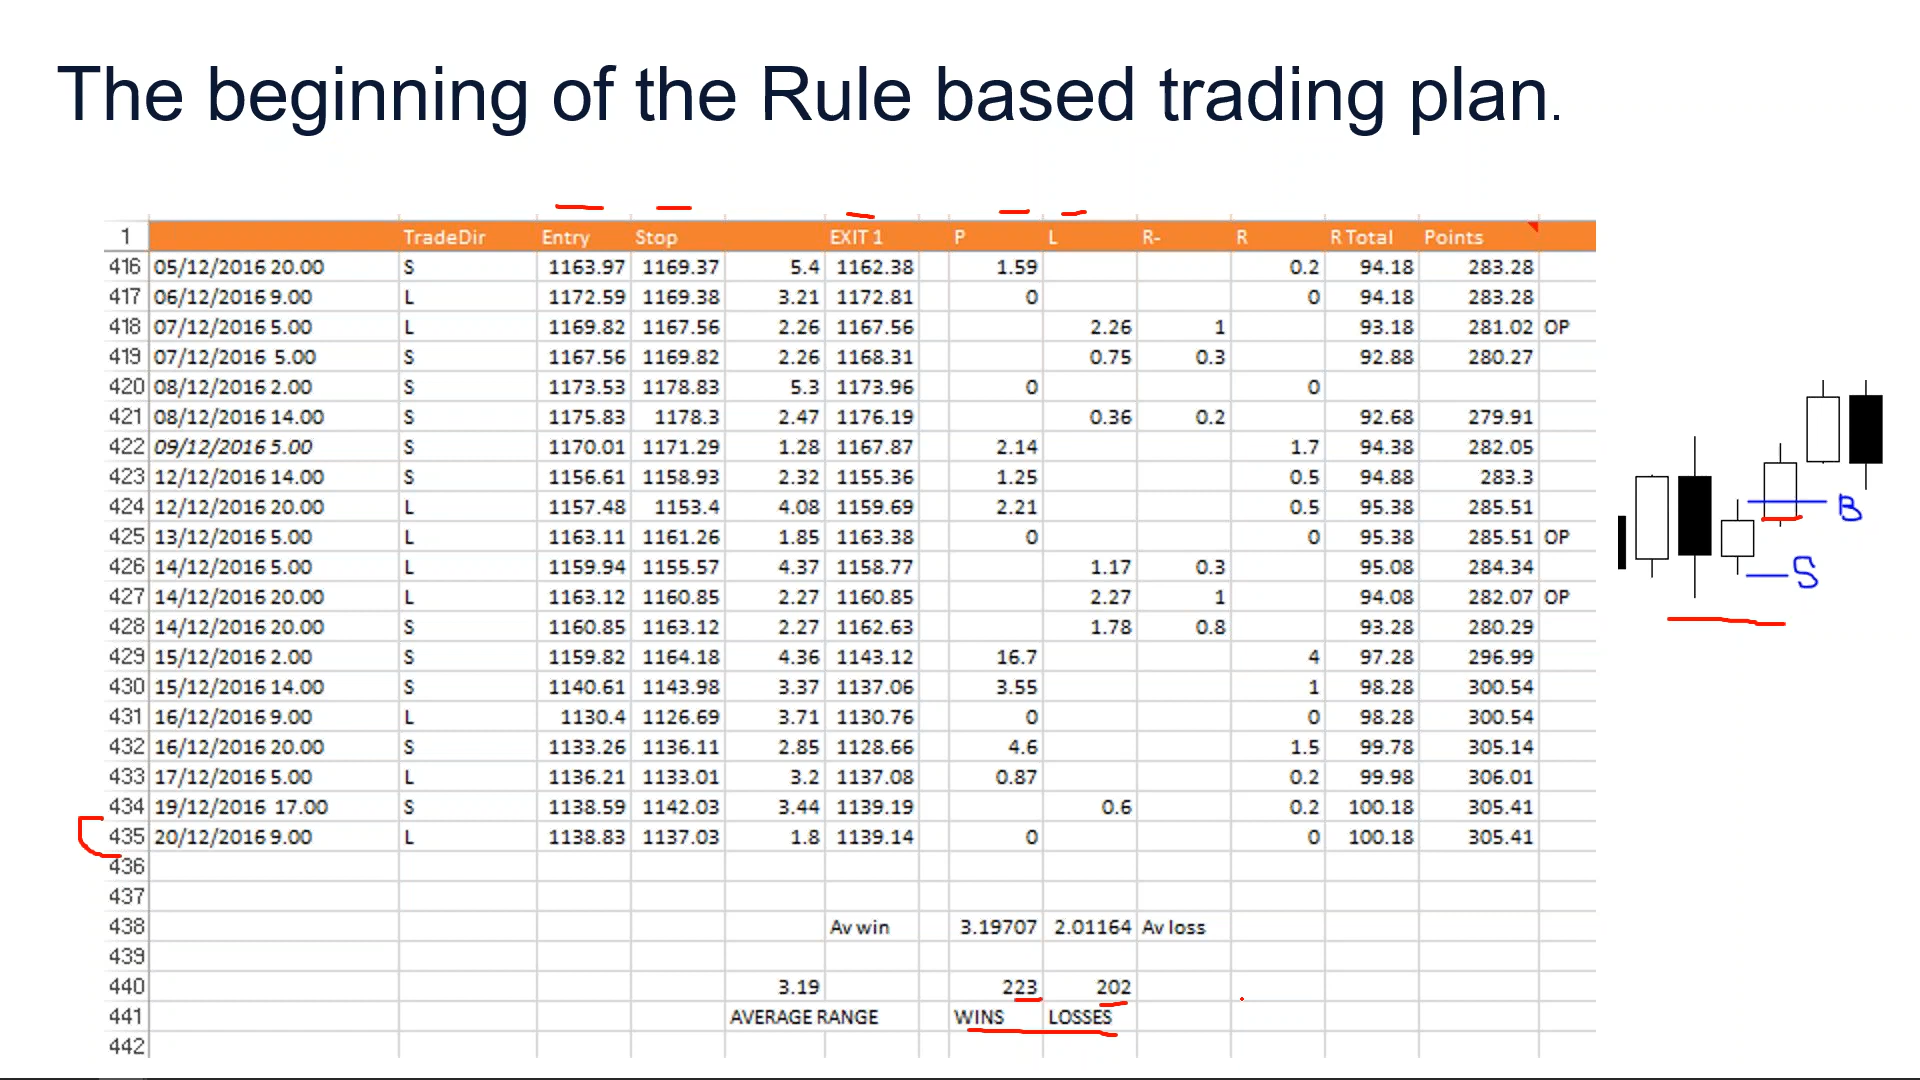 The beginning of the Rule based trading plan.
1 TradeDir Entry Stop EXIT 1 P L R- R R Total Points
416 05/12/2016 20.00 S 1163.97 1169.37 5.4 1162.38 1.59 0.2 94.18 283.28
417 06/12/2016 9.00 L 1172.59 1169.38 3.21 1172.81 0 0 94.18 283.28
418 07/12/2016 5.00 L 1169.82 1167.56 2.26 1167.56 2.26 1 93.18 281.02 OP
419 07/12/2016 5.00 S 1167.56 1169.82 2.26 1168.31 0.75 0.3 92.88 280.27
420 08/12/2016 2.00 S 1173.53 1178.83 5.3 1173.96 0 0
421 08/12/2016 14.00 S 1175.83 1178.3 2.47 1176.19 0.36 0.2 92.68 279.91
422 09/12/2016 5.00 S 1170.01 1171.29 1.28 1167.87 2.14 1.7 94.38 282.05
423 12/12/2016 14.00 S 1156.61 1158.93 2.32 1155.36 1.25 0.5 94.88 283.3
424 12/12/2016 20.00 L 1157.48 1153.4 4.08 1159.69 2.21 0.5 95.38 285.51
425 13/12/2016 5.00 L 1163.11 1161.26 1.85 1163.38 0 0 95.38 285.51 OP
426 14/12/2016 5.00 L 1159.94 1155.57 4.37 1158.77 1.17 0.3 95.08 284.34
427 14/12/2016 20.00 L 1163.12 1160.85 2.27 1160.85 2.27 1 94.08 282.07 OP
428 14/12/2016 20.00 S 1160.85 1163.12 2.27 1162.63 1.78 0.8 93.28 280.29
429 15/12/2016 2.00 S 1159.82 1164.18 4.36 1143.12 16.7 4 97.28 296.99
430 15/12/2016 14.00 S 1140.61 1143.98 3.37 1137.06 3.55 1 98.28 300.54
431 16/12/2016 9.00 L 1130.4 1126.69 3.71 1130.76 0 0 98.28 300.54
432 16/12/2016 20.00 S 1133.26 1136.11 2.85 1128.66 4.6 1.5 99.78 305.14
433 17/12/2016 5.00 L 1136.21 1133.01 3.2 1137.08 0.87 0.2 99.98 306.01
434 19/12/2016 17.00 S 1138.59 1142.03 3.44 1139.19 0.6 0.2 100.18 305.41
435 20/12/2016 9.00 L 1138.83 1137.03 1.8 1139.14 0 0 100.18 305.41
436
437
438 Av win 3.19707 2.01164 Av loss
439
440 3.19 223 202
441 AVERAGE RANGE WINS LOSSES
442
B
S